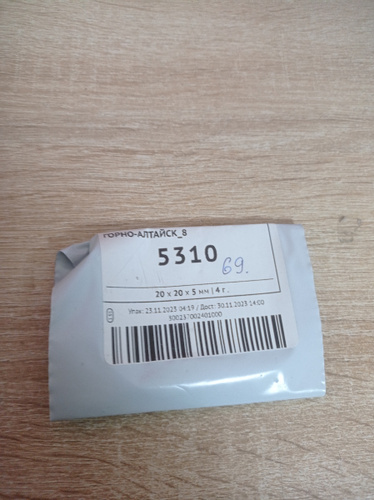 ГОРНО-АЛТАЙСК_8
5310
69.
20 x 20 x 5 мм | 4 г.
Упак: 23.11.2023 04:19 / Дост: 30.11.2023 14:00
300237002401000